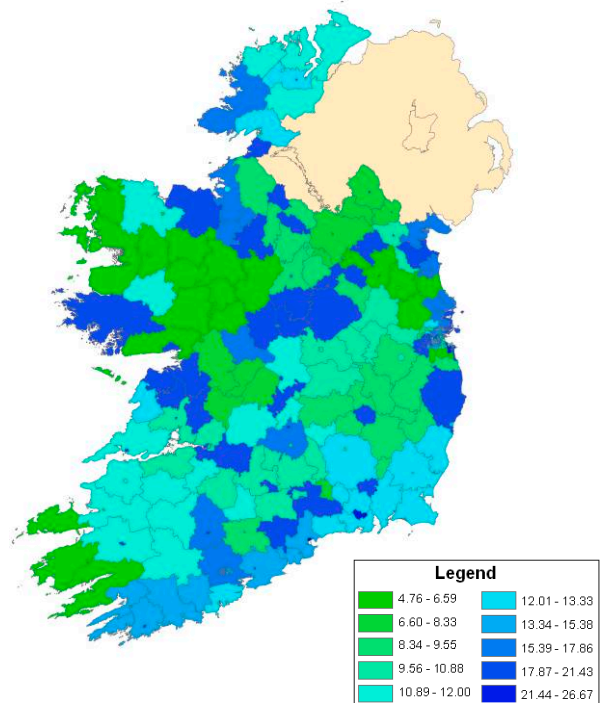 Legend
4.76 - 6.59
6.60 - 8.33
8.34 - 9.55
9.56 - 10.88
10.89 - 12.00
12.01 - 13.33
13.34 - 15.38
15.39 - 17.86
17.87 - 21.43
21.44 - 26.67